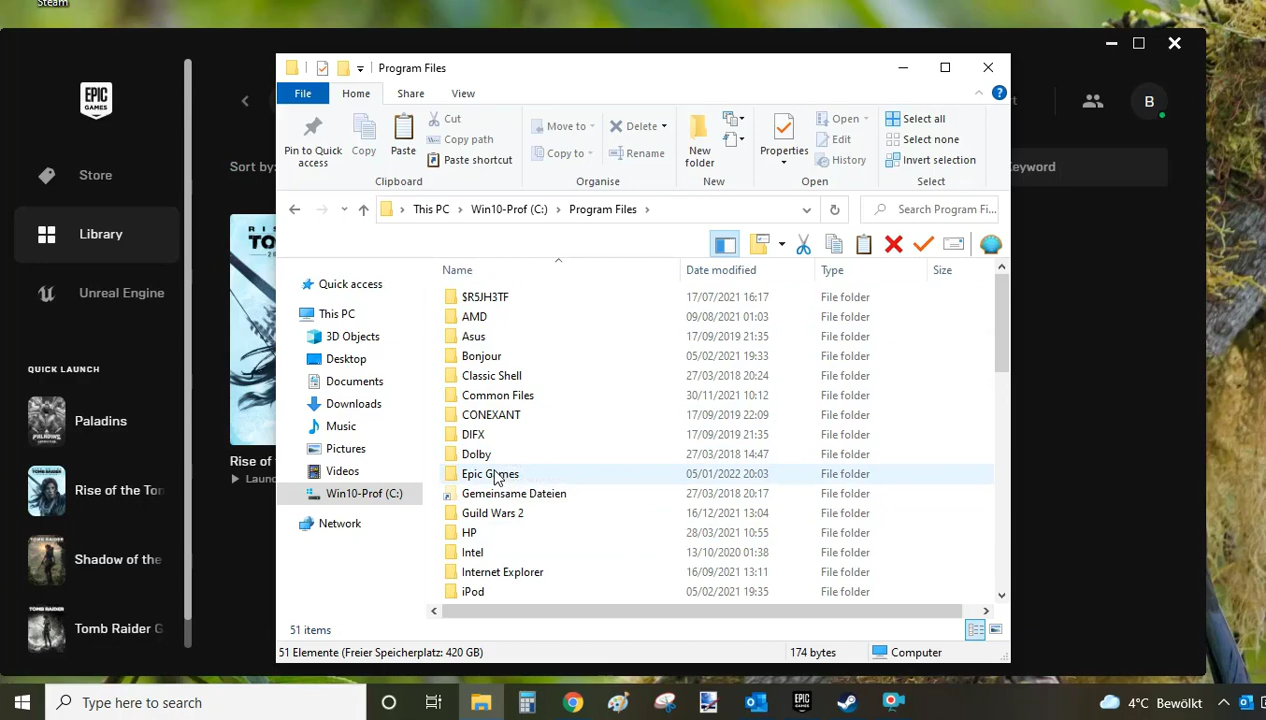 Steam
EPIC
GAMES
Store
Library
Unreal Engine
QUICK LAUNCH
Paladins
Rise of the Ton
Shadow of the
Tomb Raider G
Sort by:
Rise of
Launc
Keyword
B
Program Files
File
Home
Share
View
Pin to Quick
access
Copy
Paste
Cut
Copy path
Paste shortcut
Clipboard
Move to
Copy to
Delete
Rename
Organise
New
folder
New
Properties
Open
Edit
History
Open
Select all
Select none
Invert selection
Select
This PC
Win10-Prof (C:)
Program Files
Search Program Fi...
Quick access
This PC
3D Objects
Desktop
Documents
Downloads
Music
Pictures
Videos
Win10-Prof (C:)
Network
Name Date modified Type Size
$R5JH3TF 17/07/2021 16:17 File folder
AMD 09/08/2021 01:03 File folder
Asus 17/09/2019 21:35 File folder
Bonjour 05/02/2021 19:33 File folder
Classic Shell 27/03/2018 20:24 File folder
Common Files 30/11/2021 10:12 File folder
CONEXANT 17/09/2019 22:09 File folder
DIFX 17/09/2019 21:35 File folder
Dolby 27/03/2018 14:47 File folder
Epic Games 05/01/2022 20:03 File folder
Gemeinsame Dateien 27/03/2018 20:17 File folder
Guild Wars 2 16/12/2021 13:04 File folder
HP 28/03/2021 10:55 File folder
Intel 13/10/2020 01:38 File folder
Internet Explorer 16/09/2021 13:11 File folder
iPod 05/02/2021 19:35 File folder
51 items
51 Elemente (Freier Speicherplatz: 420 GB) 174 bytes Computer
Type here to search
4°C Bewölkt